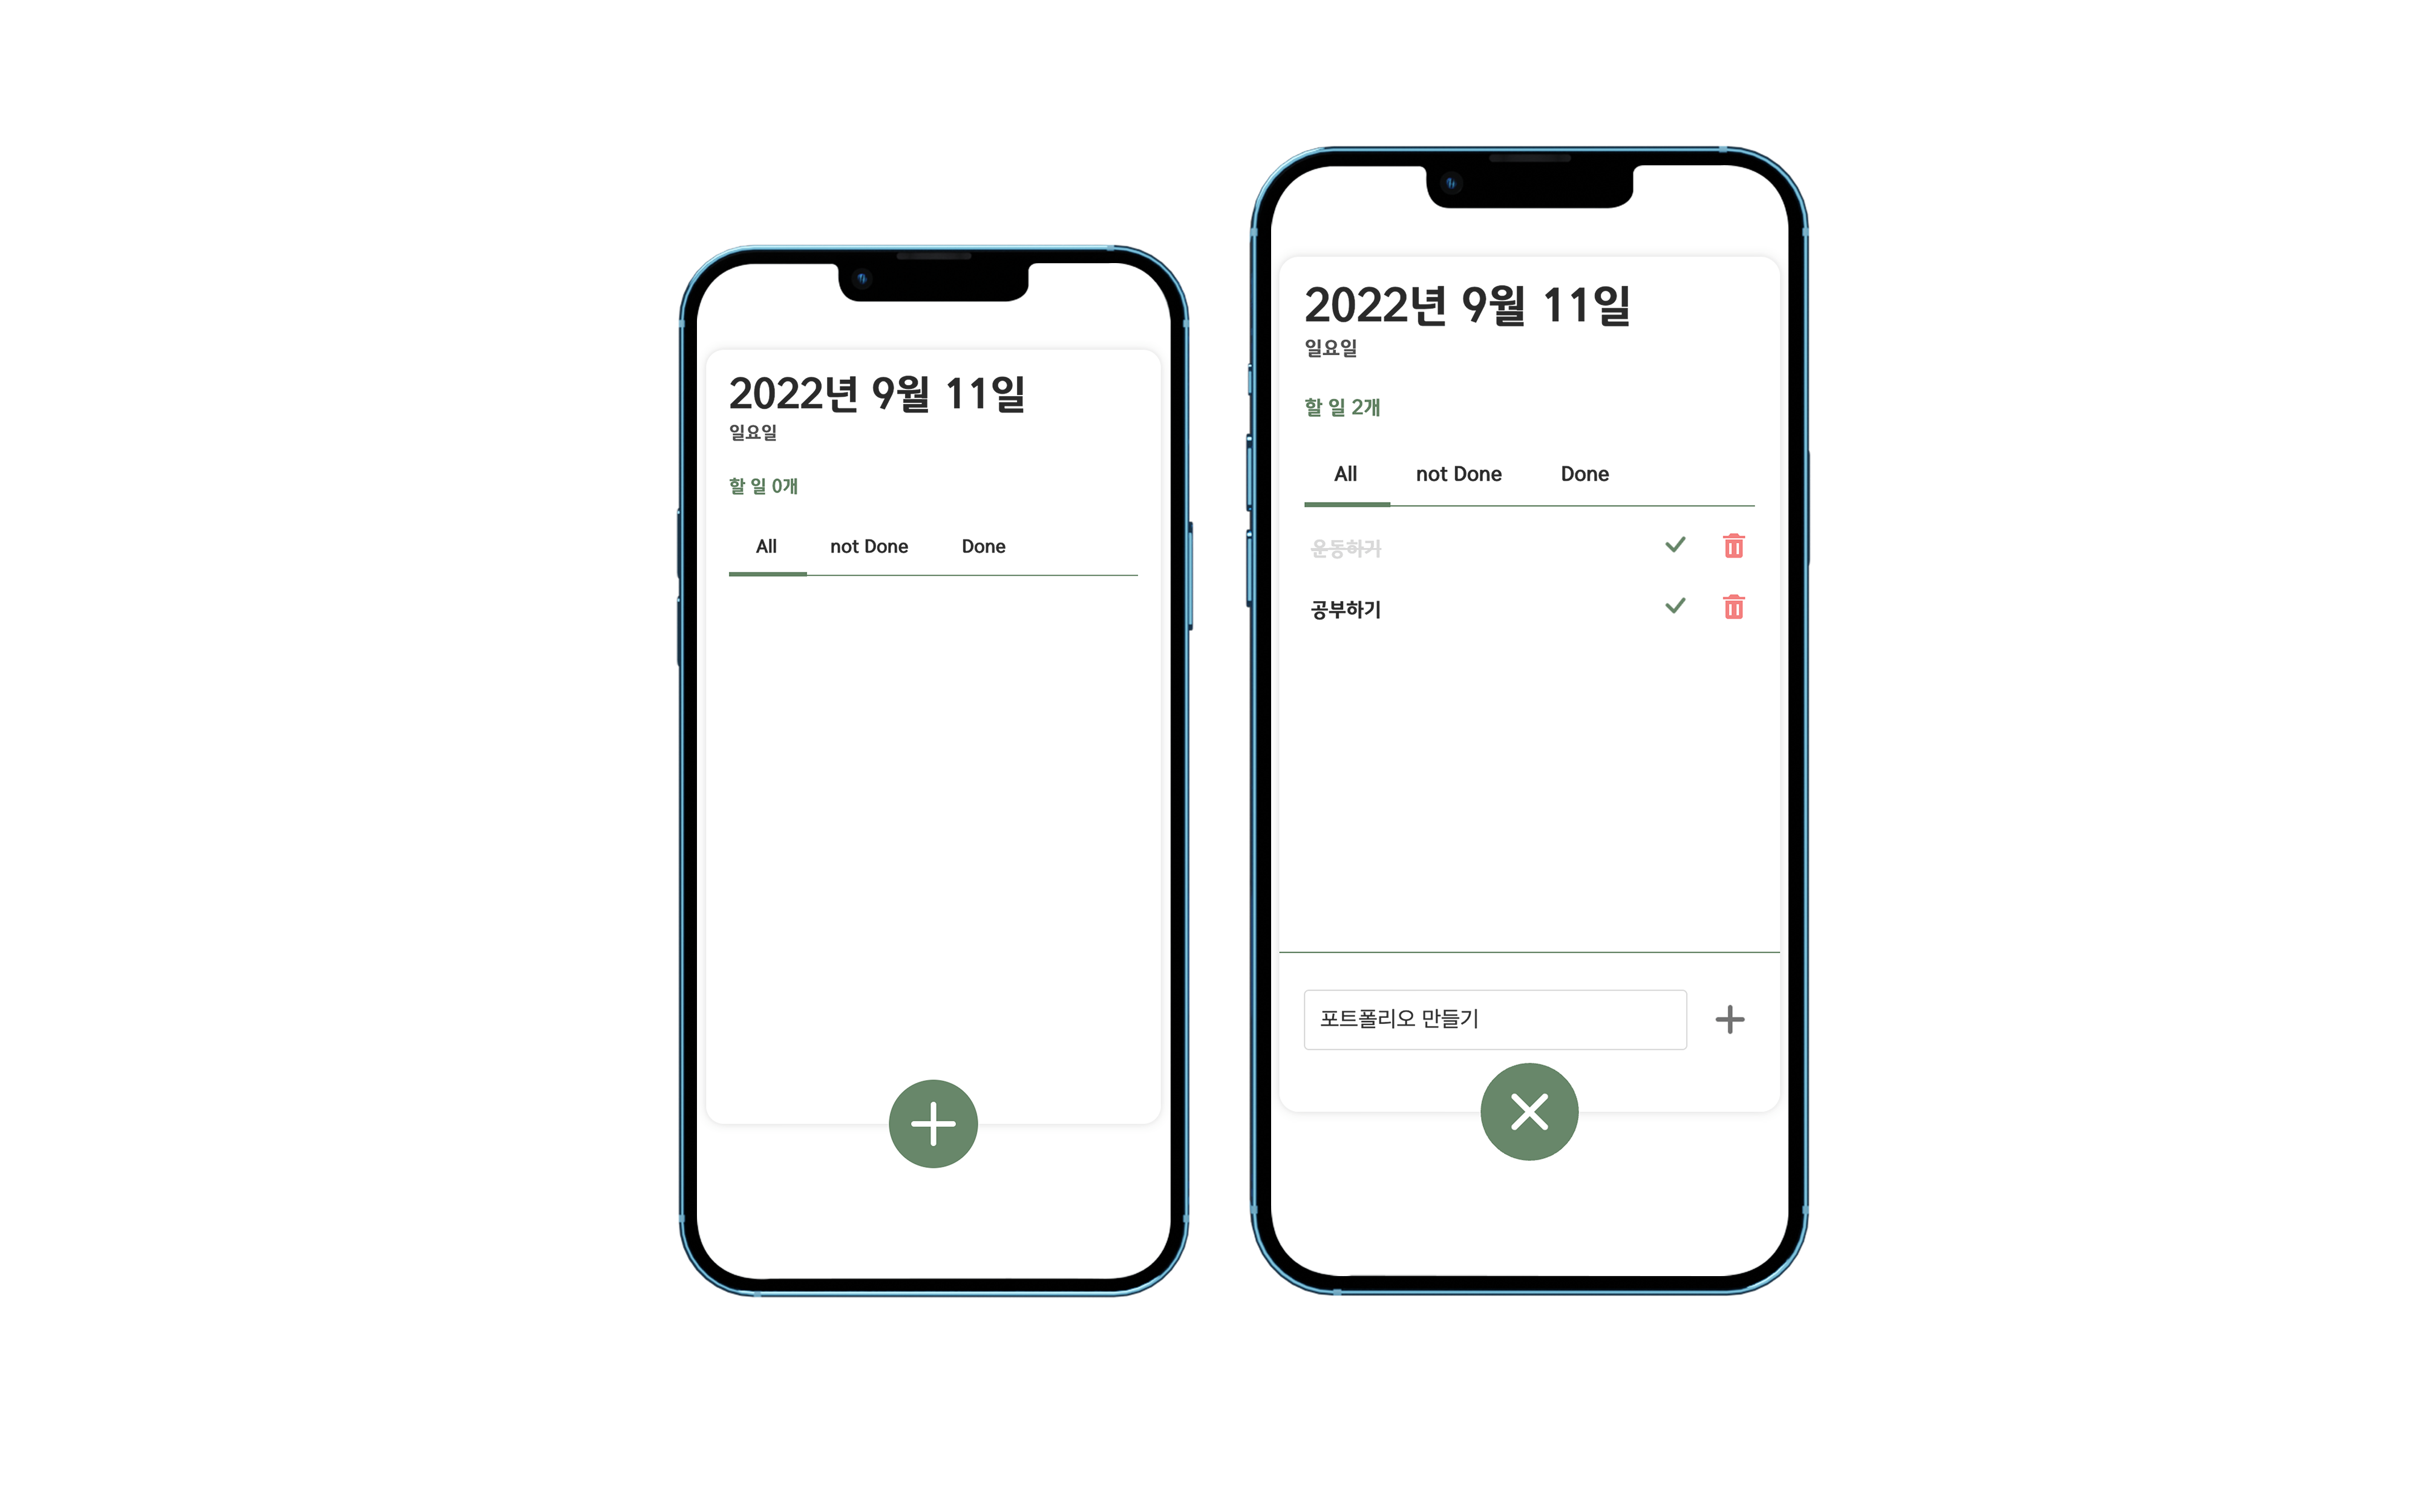 2022년 9월 11일
일요일
할 일 0개
All not Done Done
2022년 9월 11일
일요일
할 일 2개
All not Done Done
운동하기
공부하기
포트폴리오 만들기